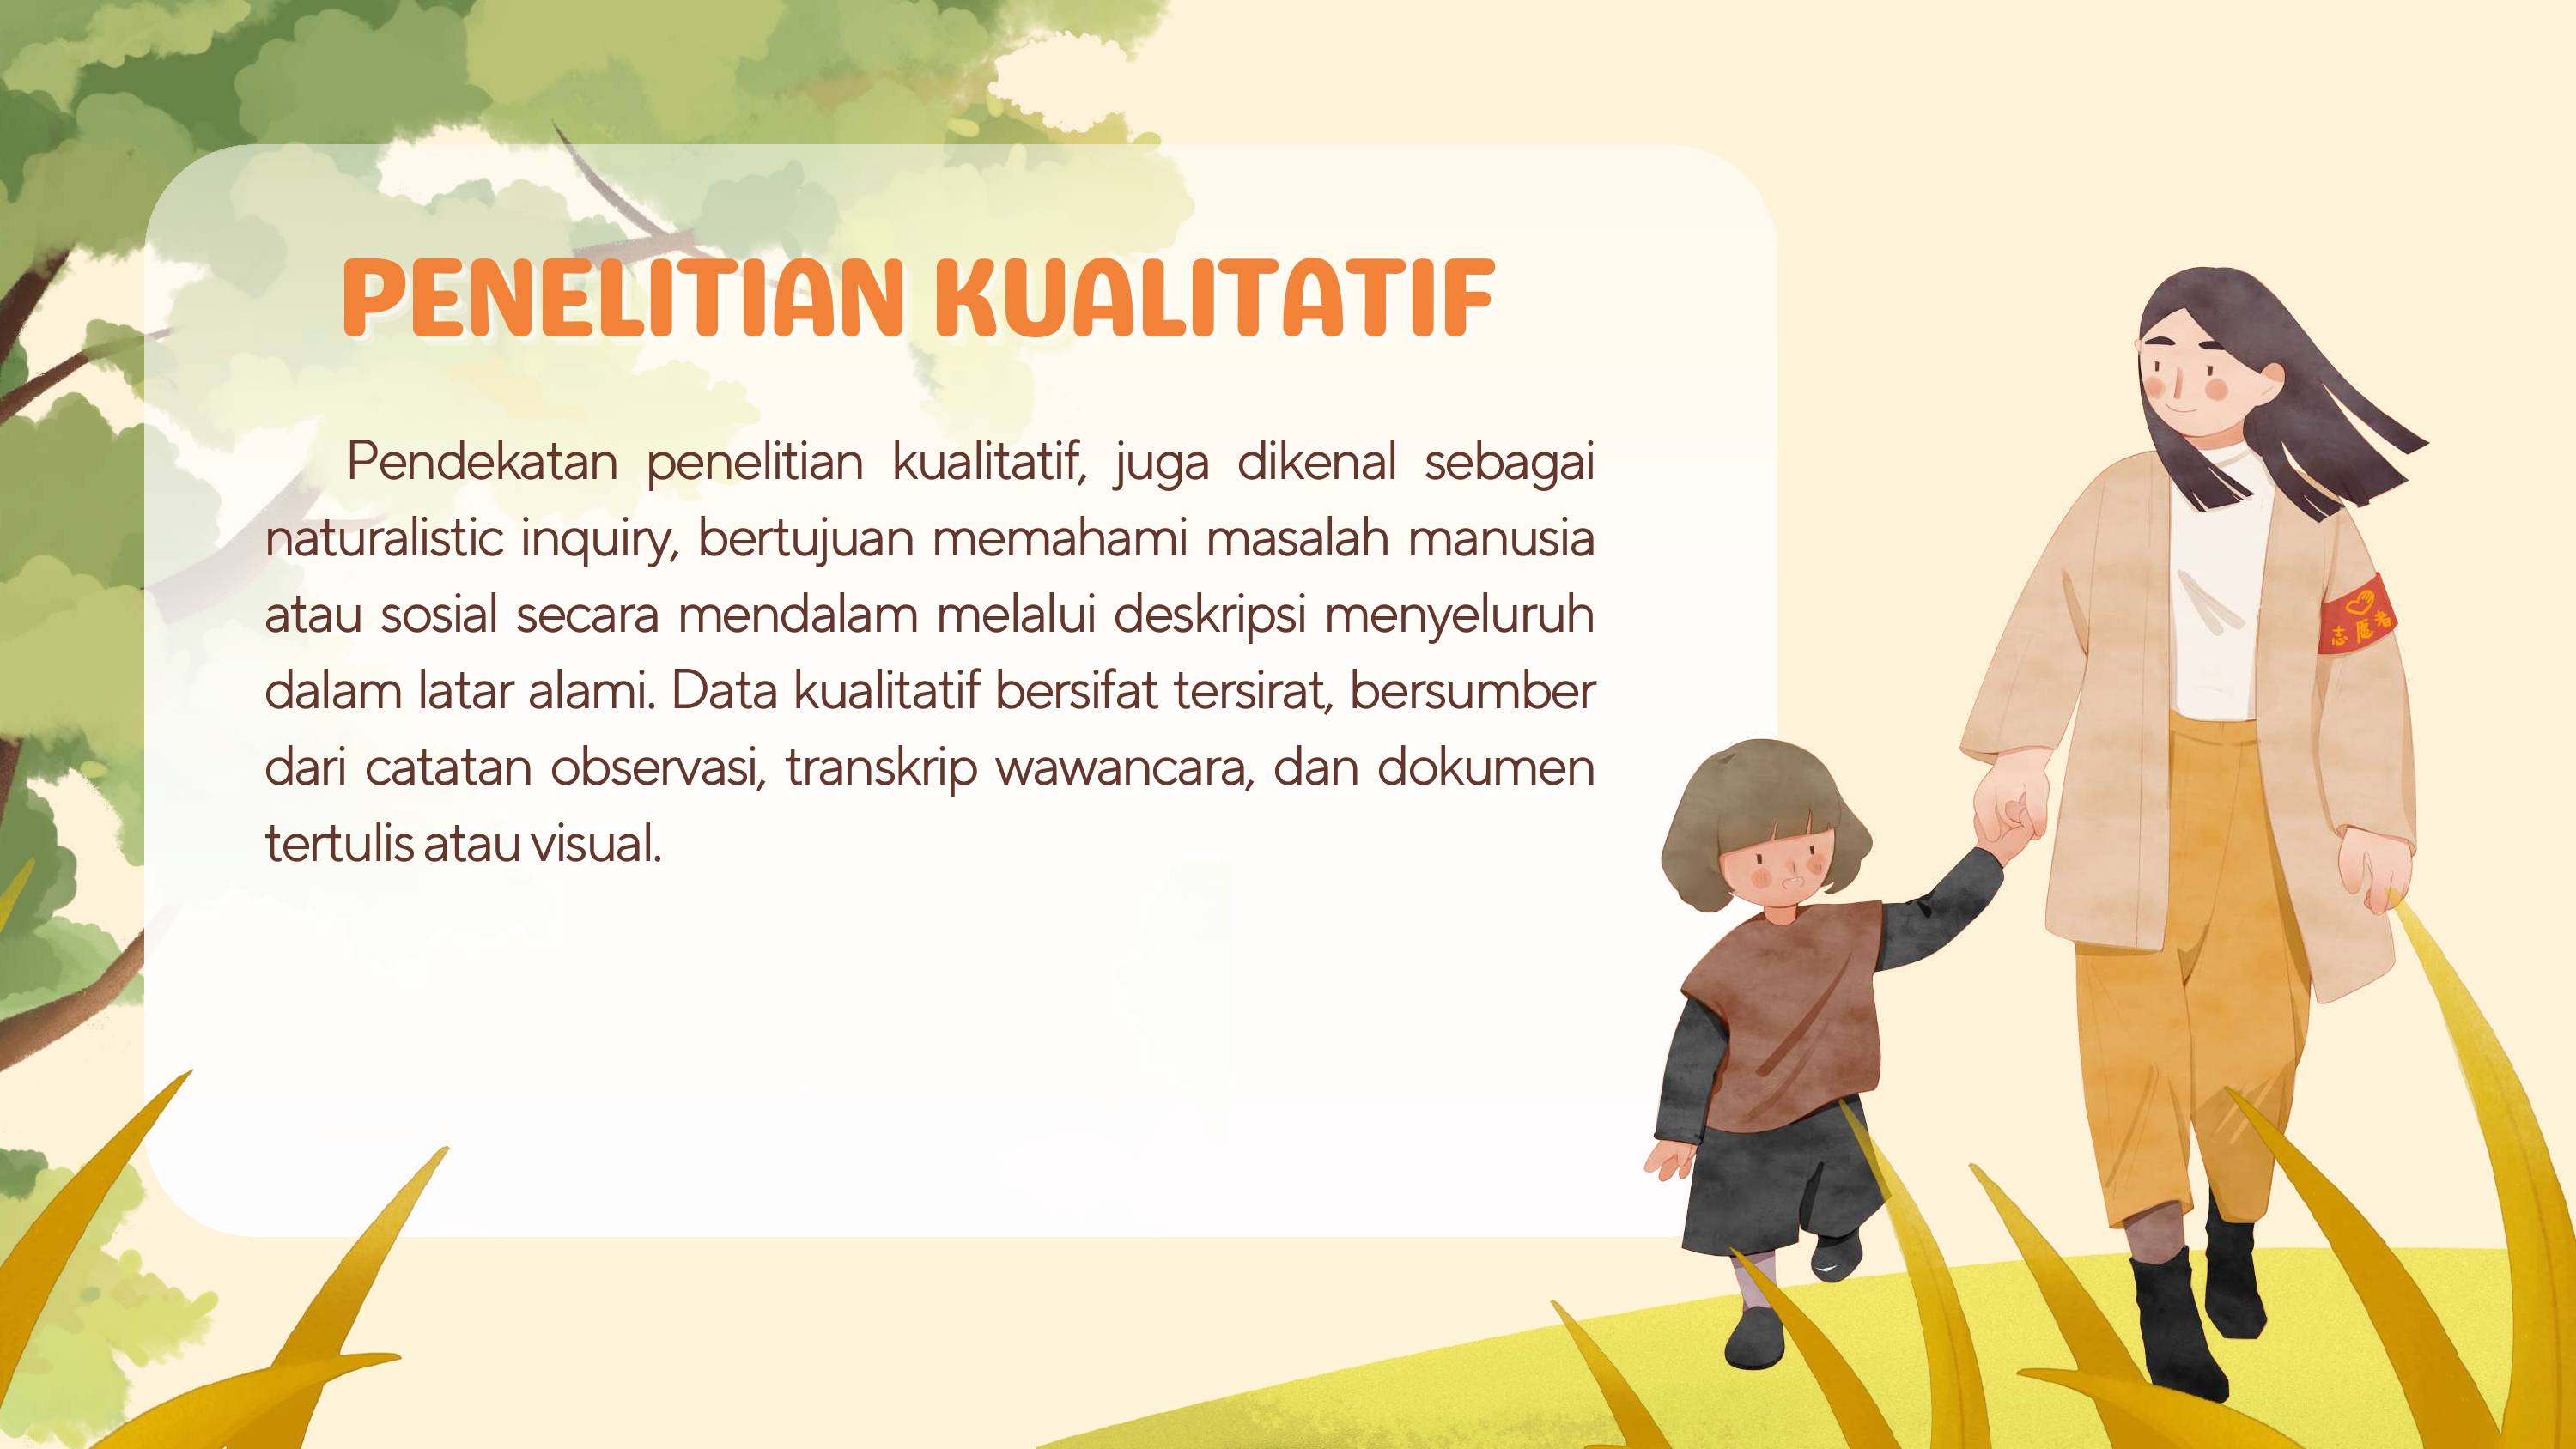 PENELITIAN KUALITATIF
Pendekatan penelitian kualitatif, juga dikenal sebagai
naturalistic inquiry, bertujuan memahami masalah manusia
atau sosial secara mendalam melalui deskripsi menyeluruh
dalam latar alami. Data kualitatif bersifat tersirat, bersumber
dari catatan observasi, transkrip wawancara, dan dokumen
tertulis atau visual.
志愿者